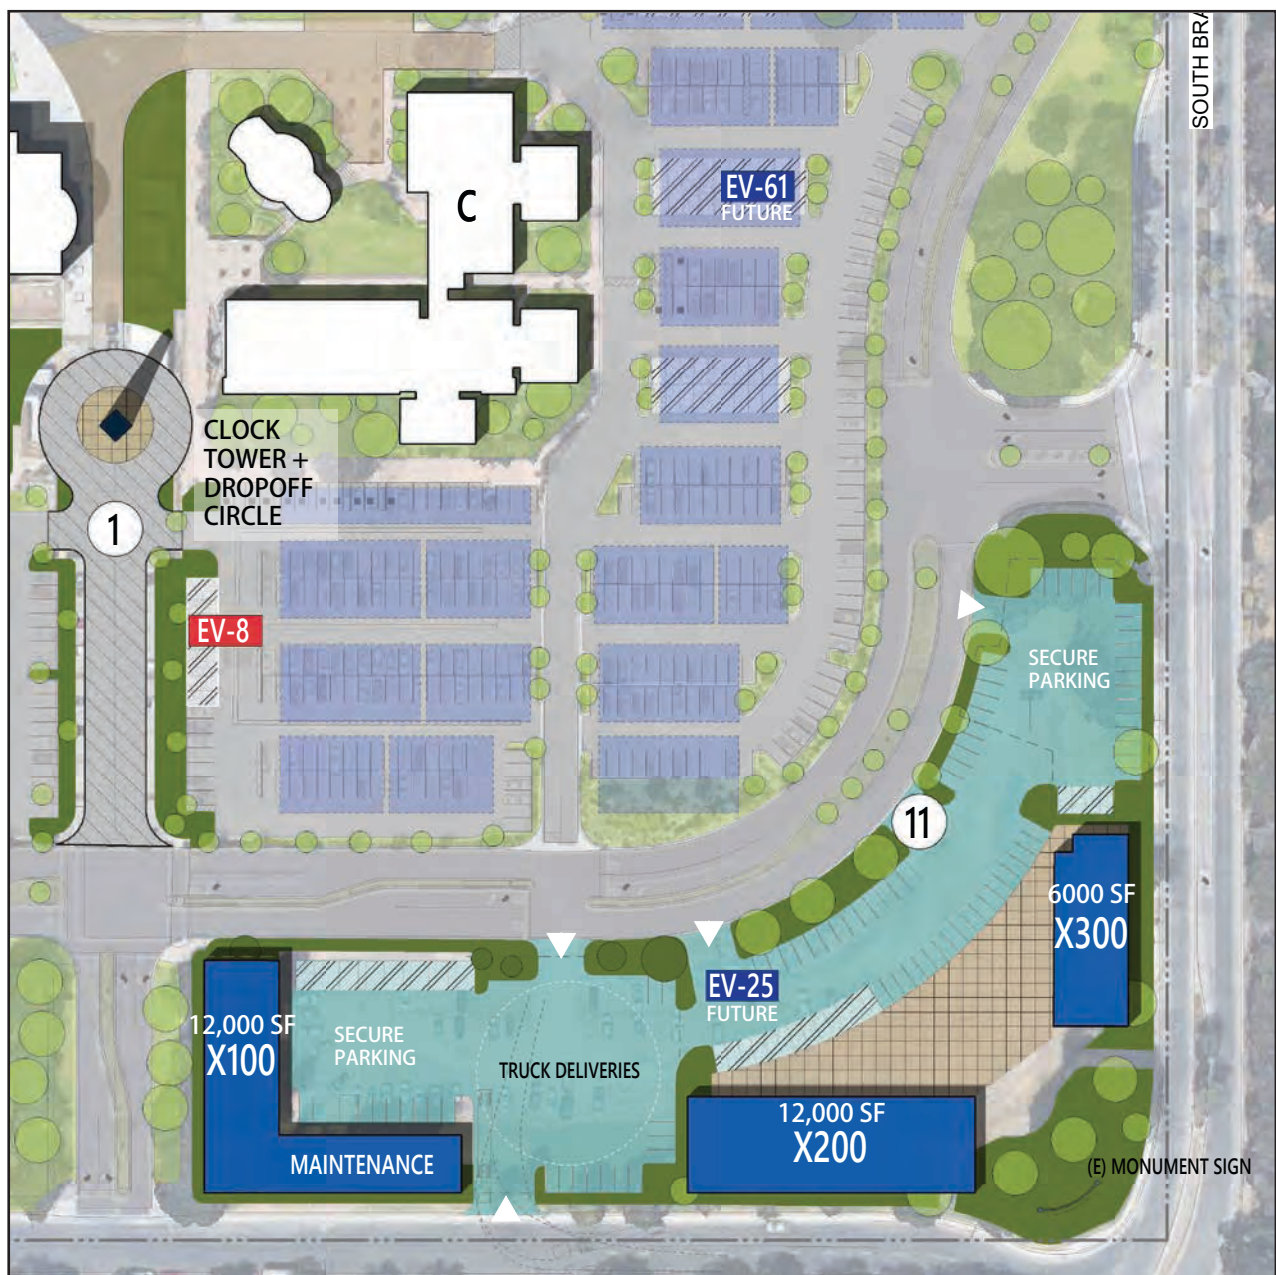 SOUTH BRA
EV-61
FUTURE
C
CLOCK
TOWER +
DROPOFF
CIRCLE
1
EV-8
SECURE
PARKING
11
6000 SF
X300
12,000 SF
X100
SECURE
PARKING
EV-25
FUTURE
TRUCK DELIVERIES
12,000 SF
X200
MAINTENANCE
(E) MONUMENT SIGN